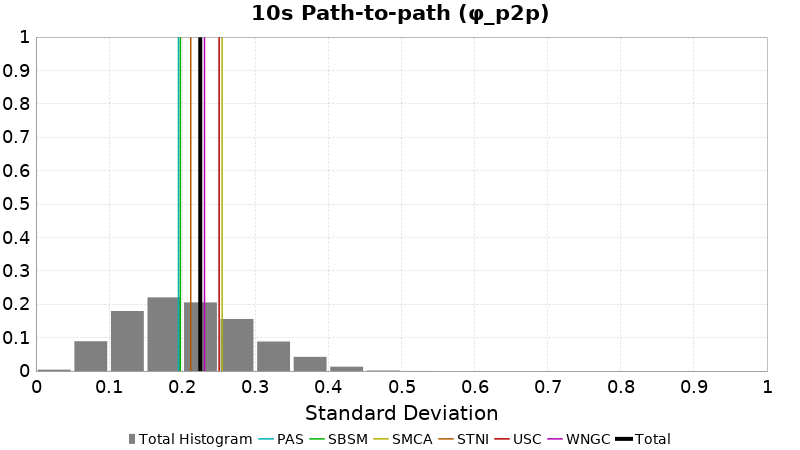 10s Path-to-path (φ_p2p)
1
0.9
0.8
0.7
0.6
0.5
0.4
0.3
0.2
0.1
0
0 0.1 0.2 0.3 0.4 0.5 0.6 0.7 0.8 0.9 1
Standard Deviation
Total Histogram PAS SBSM SMCA STNI USC WNGC Total